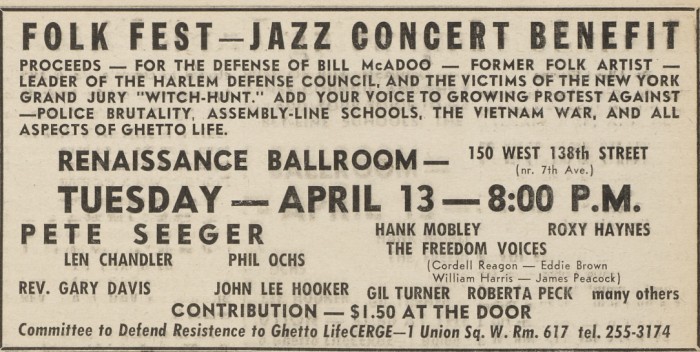 FOLK FEST—JAZZ CONCERT BENEFIT
PROCEEDS — FOR THE DEFENSE OF BILL McADOO — FORMER FOLK ARTIST —
LEADER OF THE HARLEM DEFENSE COUNCIL, AND THE VICTIMS OF THE NEW YORK
GRAND JURY "WITCH-HUNT." ADD YOUR VOICE TO GROWING PROTEST AGAINST
—POLICE BRUTALITY, ASSEMBLY-LINE SCHOOLS, THE VIETNAM WAR, AND ALL
ASPECTS OF GHETTO LIFE.
RENAISSANCE BALLROOM— 150 WEST 138th STREET
(nr. 7th Ave.)
TUESDAY — APRIL 13 — 8:00 P.M.
PETE SEEGER HANK MOBLEY ROXY HAYNES
THE FREEDOM VOICES
LEN CHANDLER PHIL OCHS
(Cordell Reagon — Eddie Brown
William Harris — James Peacock)
REV. GARY DAVIS JOHN LEE HOOKER GIL TURNER ROBERTA PECK many others
CONTRIBUTION — $1.50 AT THE DOOR
Committee to Defend Resistence to Ghetto LifeCERGE—1 Union Sq. W. Rm. 617 tel. 255-3174